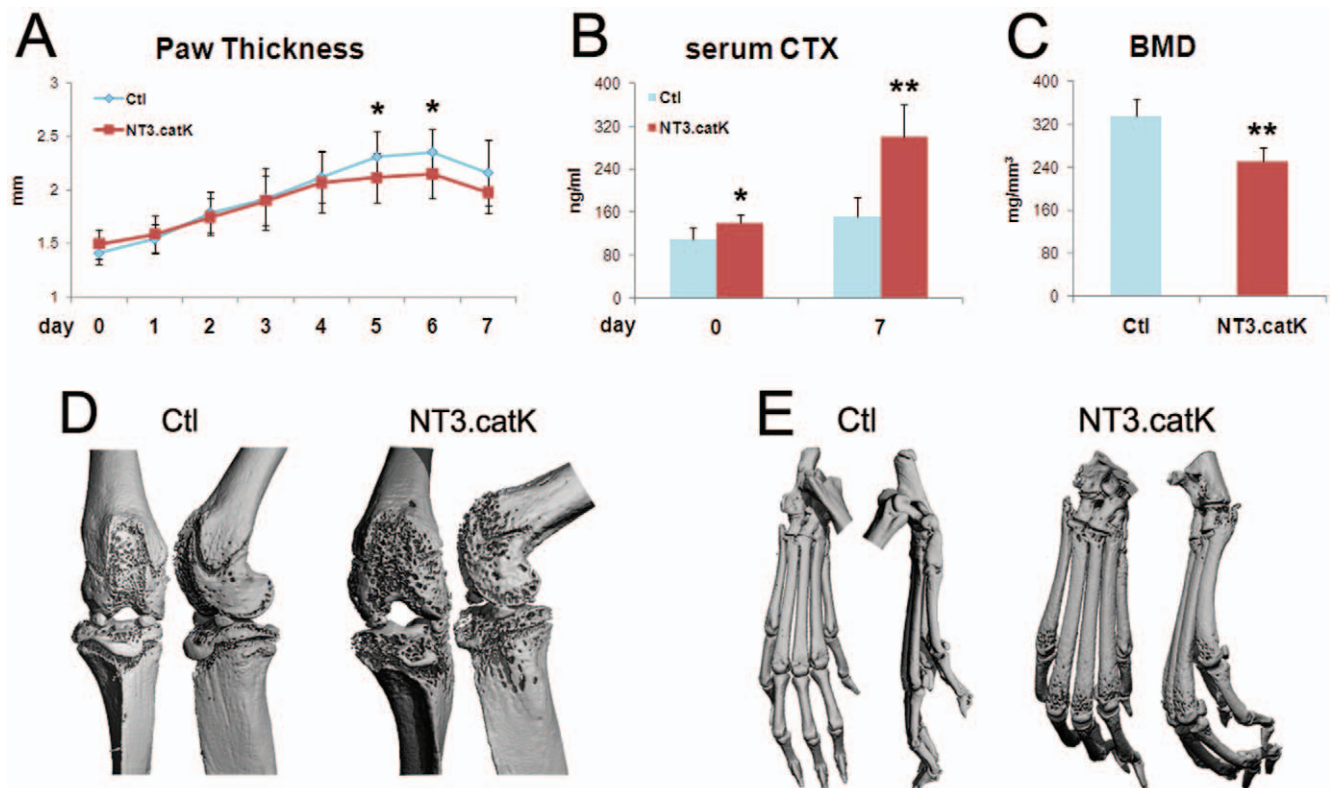 A
Paw Thickness
3
2.5
2
1.5
1
mm
Ctl
NT3.catK
*
*
day 0 1 2 3 4 5 6 7
B
serum CTX
400
320
240
160
80
0
ng/ml
Ctl
NT3.catK
*
**
day 0 7
C
BMD
400
320
240
160
80
0
mg/mm³
**
Ctl NT3.catK
D
Ctl NT3.catK
E
Ctl NT3.catK